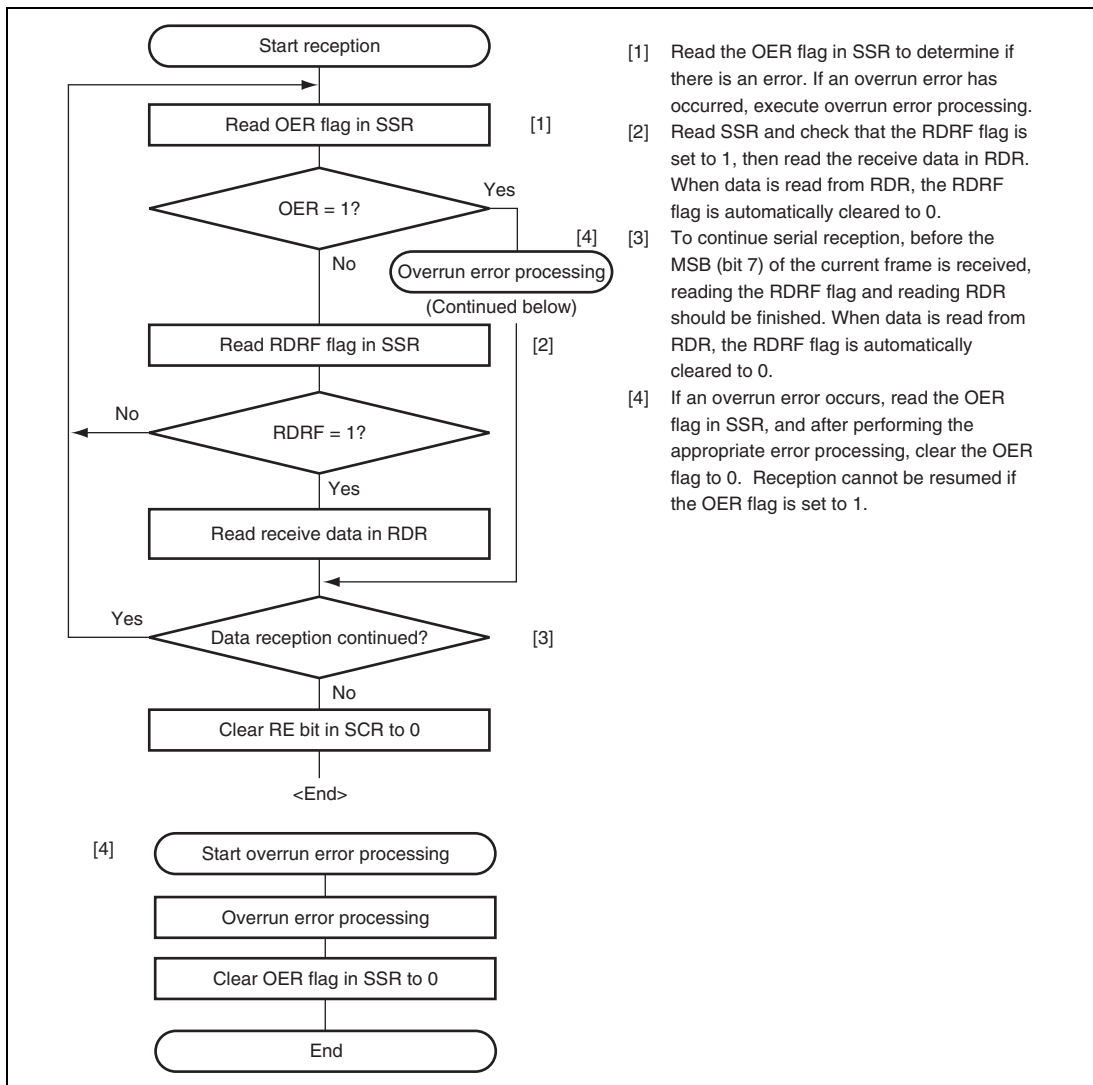 Start reception
Read OER flag in SSR
[1]
OER = 1?
Yes
No
[4]
Overrun error processing
(Continued below)
Read RDRF flag in SSR
[2]
No
RDRF = 1?
Yes
Read receive data in RDR
Yes
Data reception continued?
[3]
No
Clear RE bit in SCR to 0
<End>
[4]
Start overrun error processing
Overrun error processing
Clear OER flag in SSR to 0
End
[1] Read the OER flag in SSR to determine if
there is an error. If an overrun error has
occurred, execute overrun error processing.
[2] Read SSR and check that the RDRF flag is
set to 1, then read the receive data in RDR.
When data is read from RDR, the RDRF
flag is automatically cleared to 0.
[3] To continue serial reception, before the
MSB (bit 7) of the current frame is received,
reading the RDRF flag and reading RDR
should be finished. When data is read from
RDR, the RDRF flag is automatically
cleared to 0.
[4] If an overrun error occurs, read the OER
flag in SSR, and after performing the
appropriate error processing, clear the OER
flag to 0. Reception cannot be resumed if
the OER flag is set to 1.